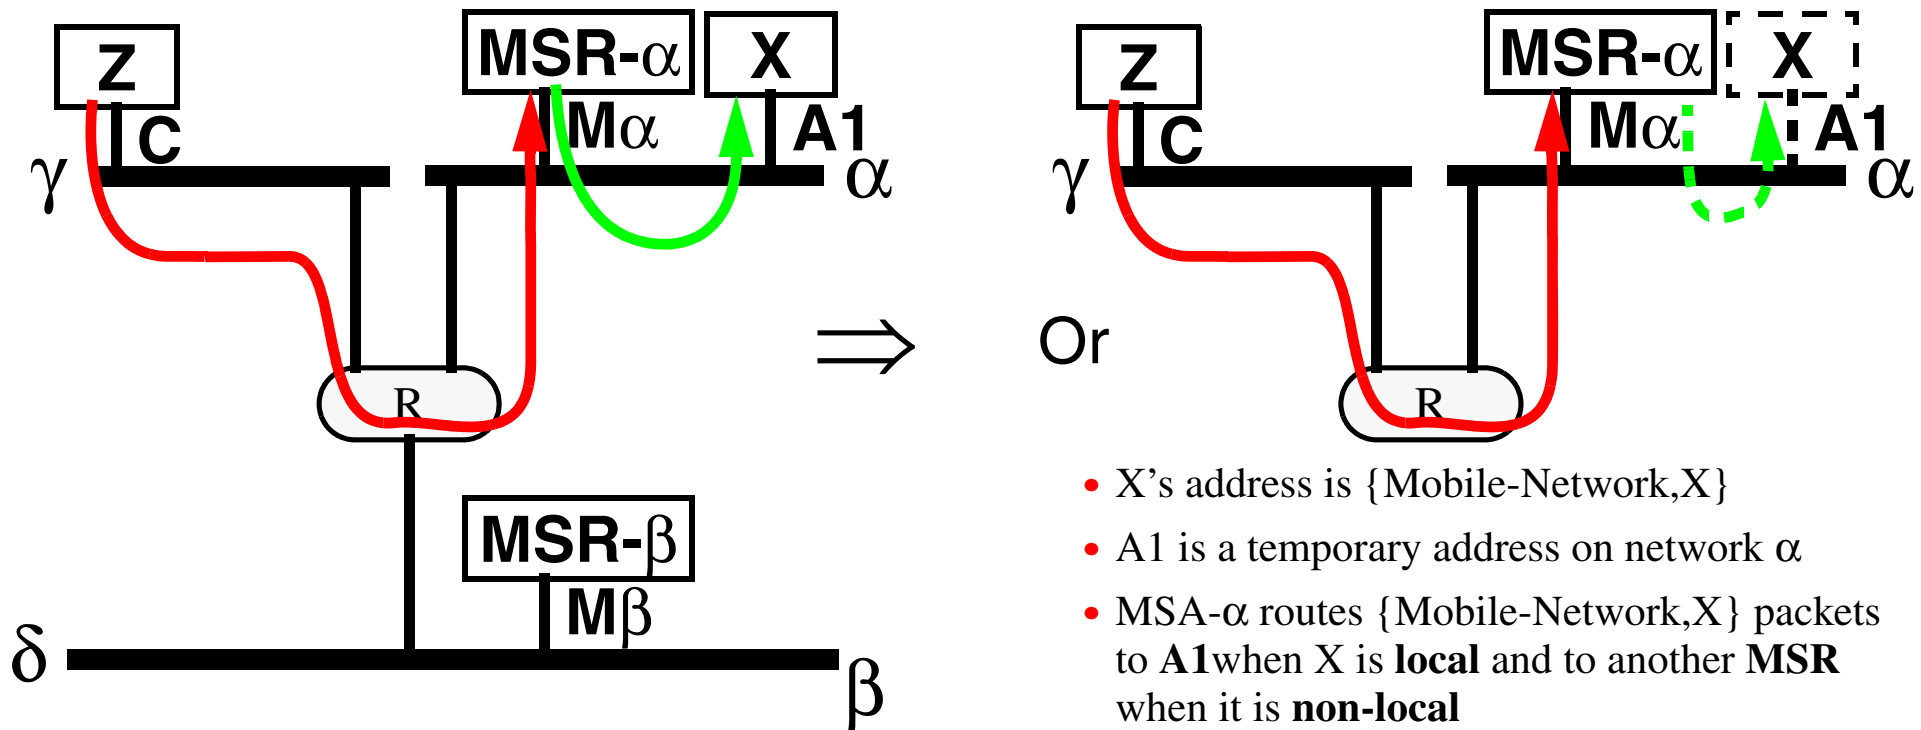 Z
C
γ
MSR-α
X
Mα
A1
α
R
MSR-β
Mβ
δ
β
⇒
Or
Z
C
γ
MSR-α
X
Mα
A1
α
R
• X’s address is {Mobile-Network,X}
• A1 is a temporary address on network α
• MSA-α routes {Mobile-Network,X} packets
to A1when X is local and to another MSR
when it is non-local